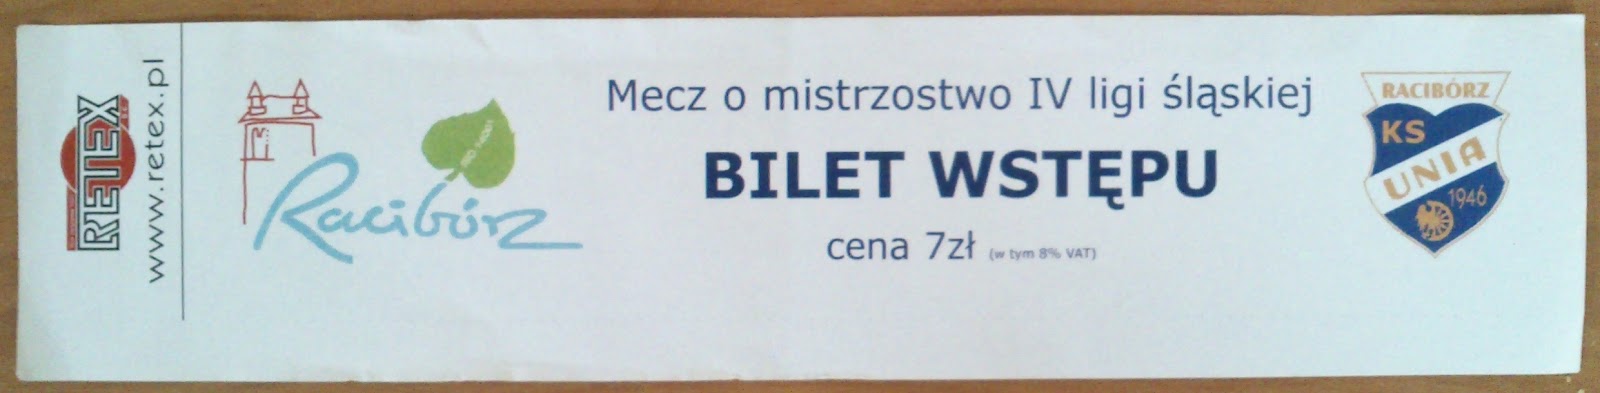 RETEX
www.retex.pl
Racibórz
Mecz o mistrzostwo IV ligi śląskiej
BILET WSTĘPU
cena 7zł (w tym 8% VAT)
RACIBÓRZ
KS
UNIA
1946